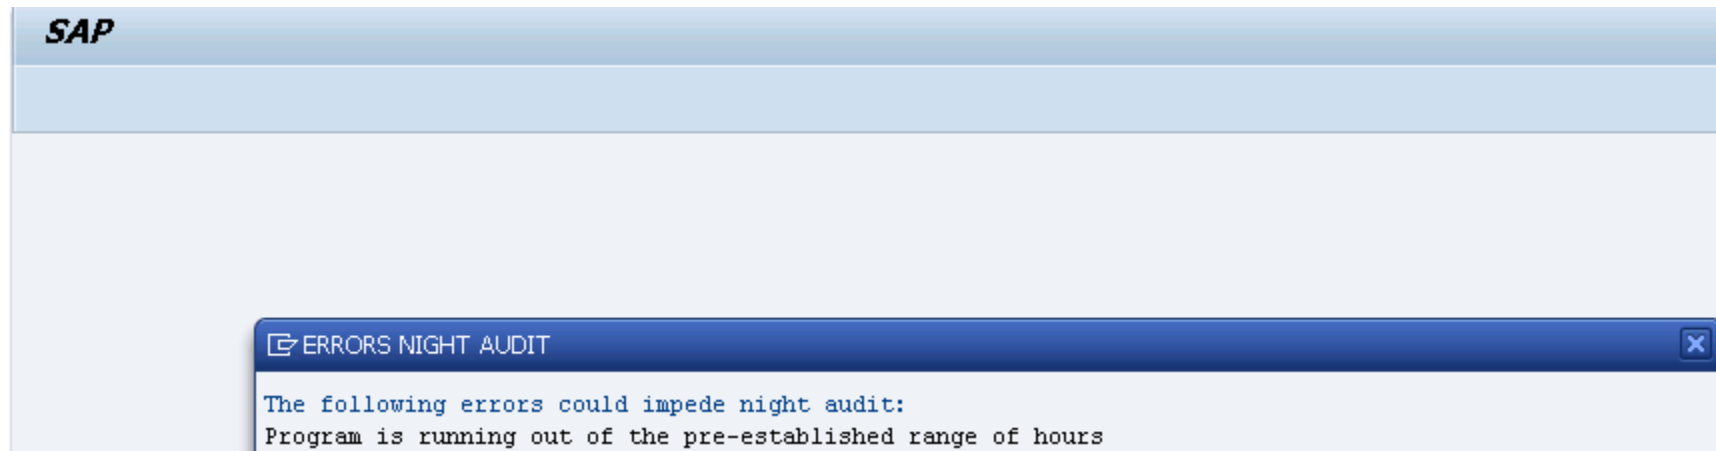 SAP
ERRORS NIGHT AUDIT
The following errors could impede night audit:
Program is running out of the pre-established range of hours